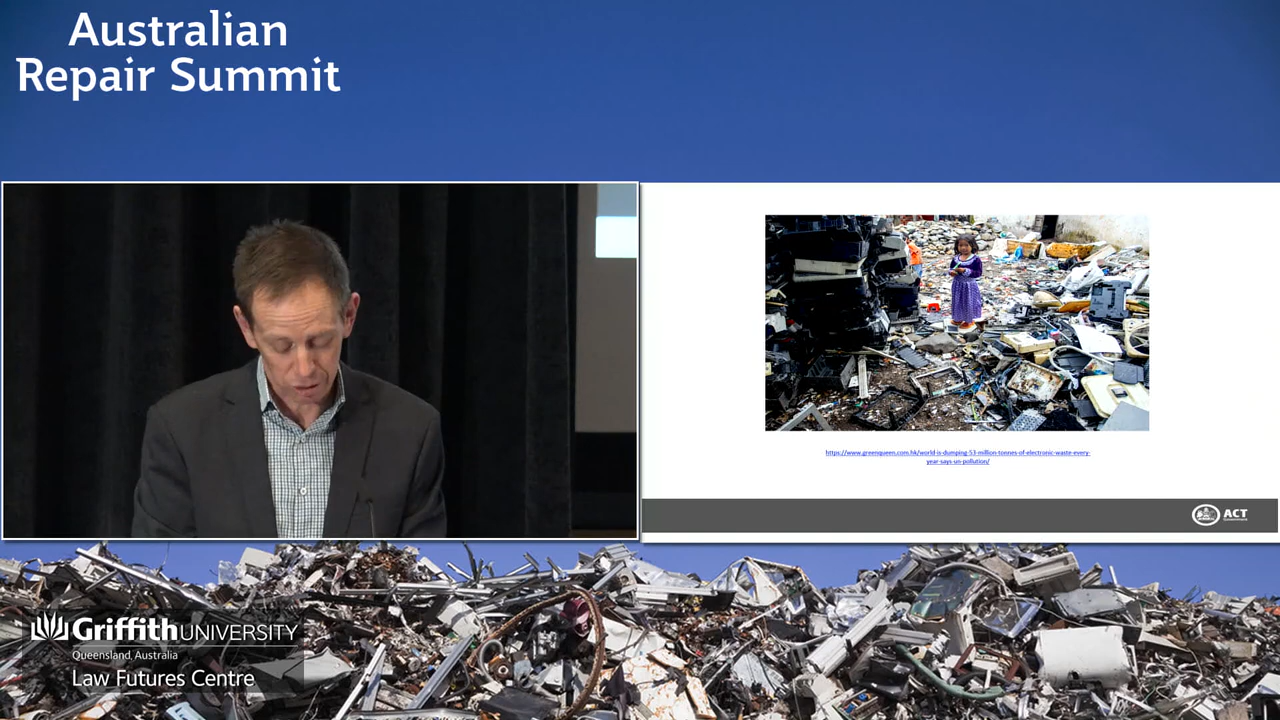 Australian
Repair Summit
https://www.greenqueen.com.hk/world-is-dumping-53-million-tonnes-of-electronic-waste-every-
year-says-un-pollution/
ACT
Government
Griffith UNIVERSITY
Queensland, Australia
Law Futures Centre